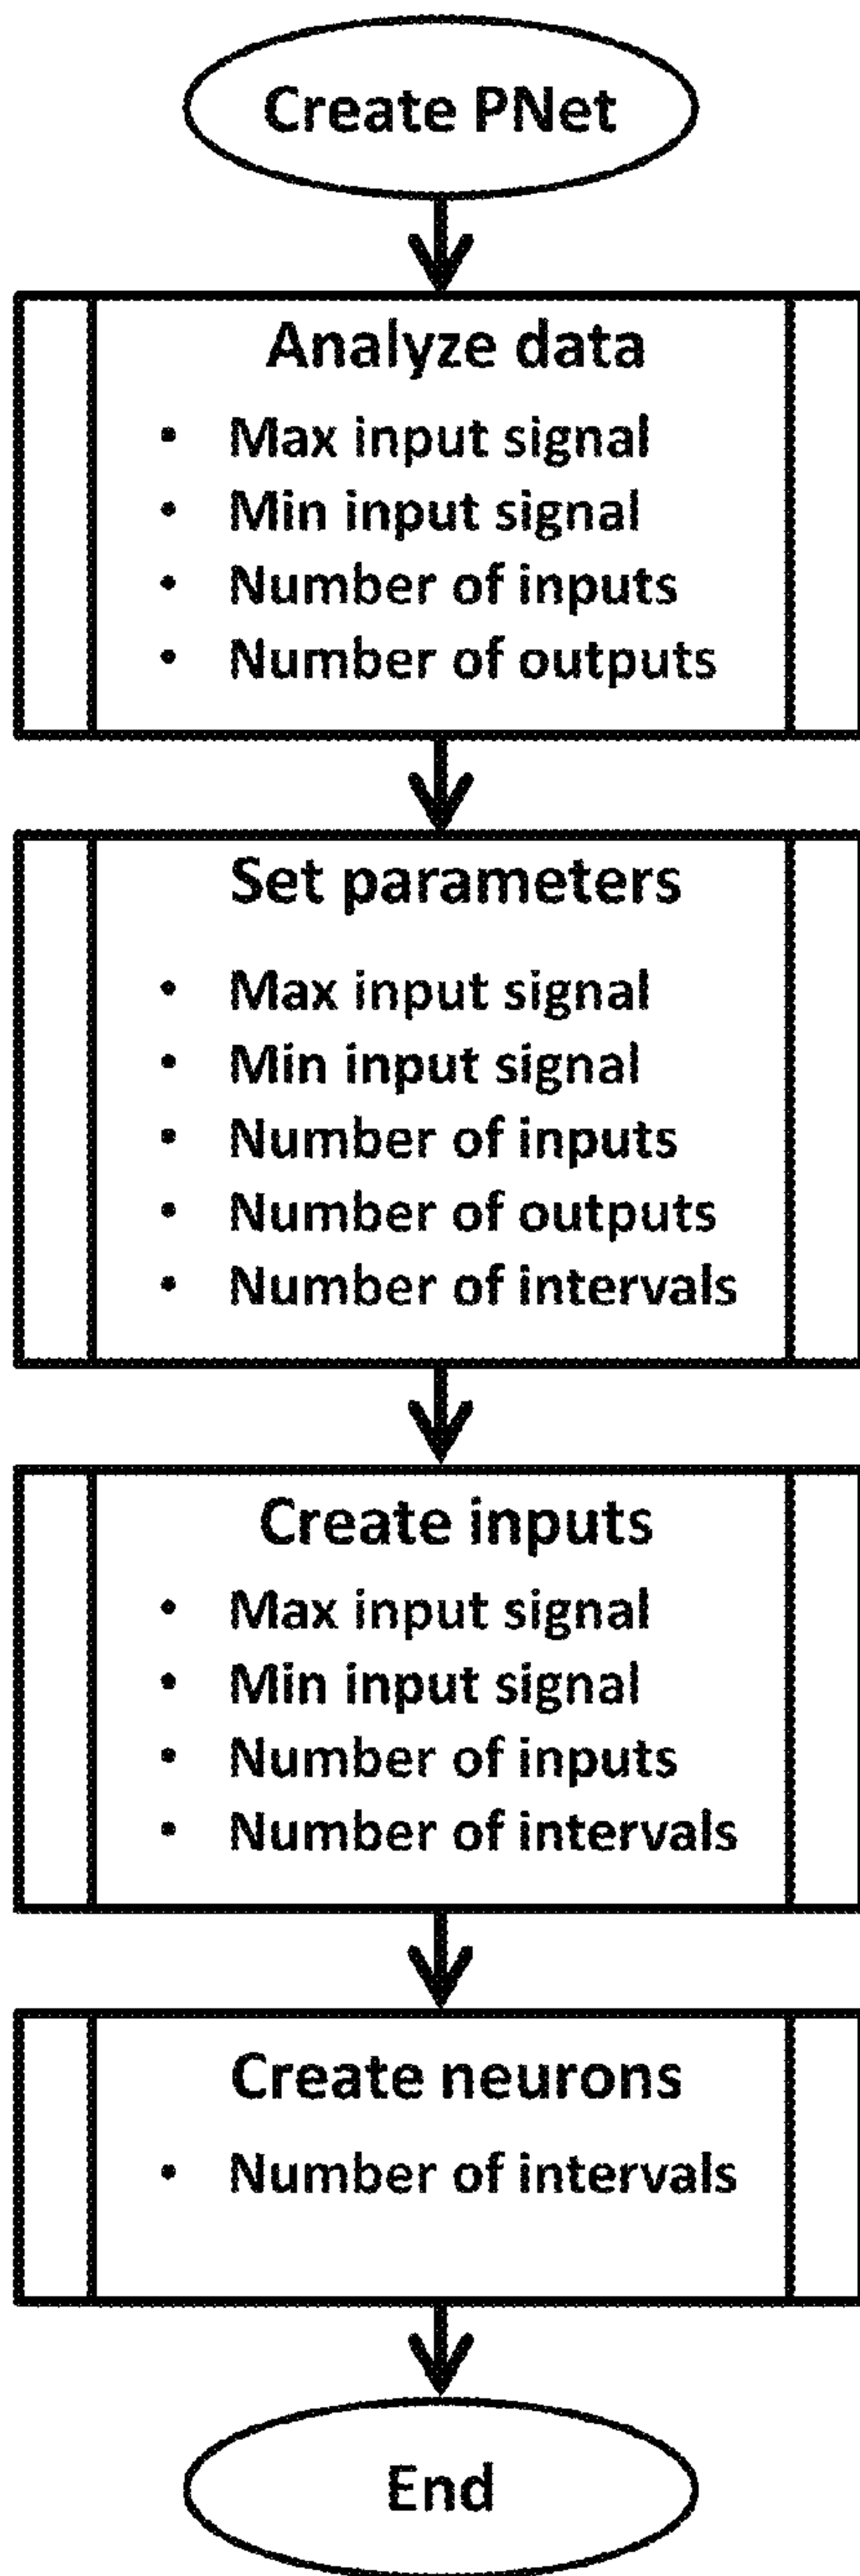 Create PNet
Analyze data
• Max input signal
• Min input signal
• Number of inputs
• Number of outputs
Set parameters
• Max input signal
• Min input signal
• Number of inputs
• Number of outputs
• Number of intervals
Create inputs
• Max input signal
• Min input signal
• Number of inputs
• Number of intervals
Create neurons
• Number of intervals
End